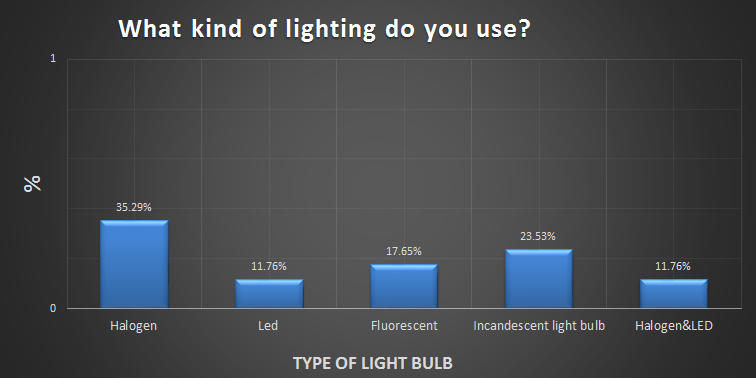 What kind of lighting do you use?
1
%
35.29%
11.76%
17.65%
23.53%
11.76%
0
Halogen
Led
Fluorescent
Incandescent light bulb
Halogen&LED
TYPE OF LIGHT BULB